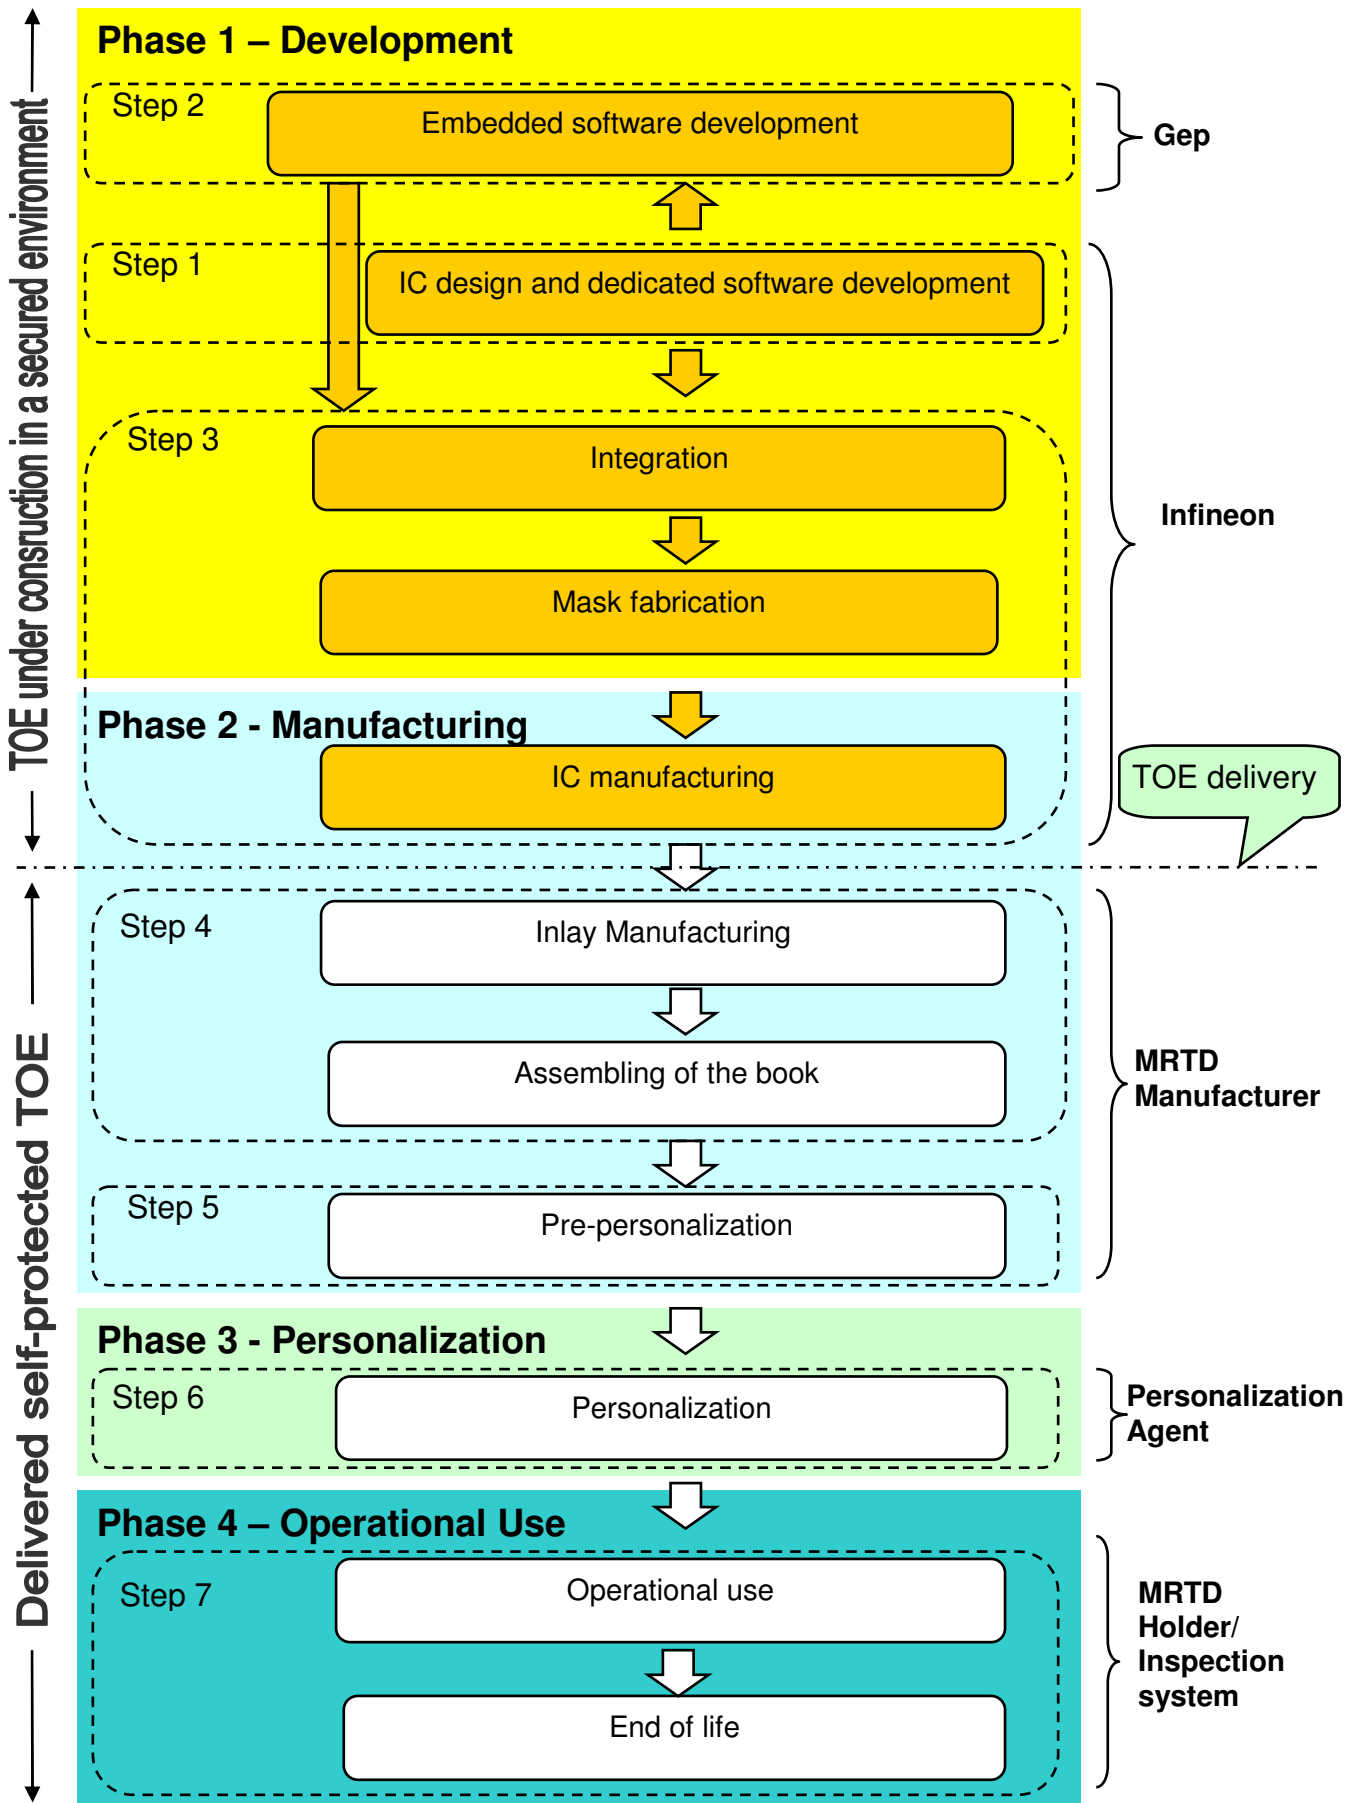 TOE under consruction in a secured environment
Delivered self-protected TOE
Phase 1 – Development
Step 2
Embedded software development
Gep
Step 1
IC design and dedicated software development
Step 3
Integration
Infineon
Mask fabrication
Phase 2 - Manufacturing
IC manufacturing
TOE delivery
Step 4
Inlay Manufacturing
Assembling of the book
MRTD
Manufacturer
Step 5
Pre-personalization
Phase 3 - Personalization
Step 6
Personalization
Personalization
Agent
Phase 4 – Operational Use
Step 7
Operational use
MRTD
Holder/
Inspection
system
End of life